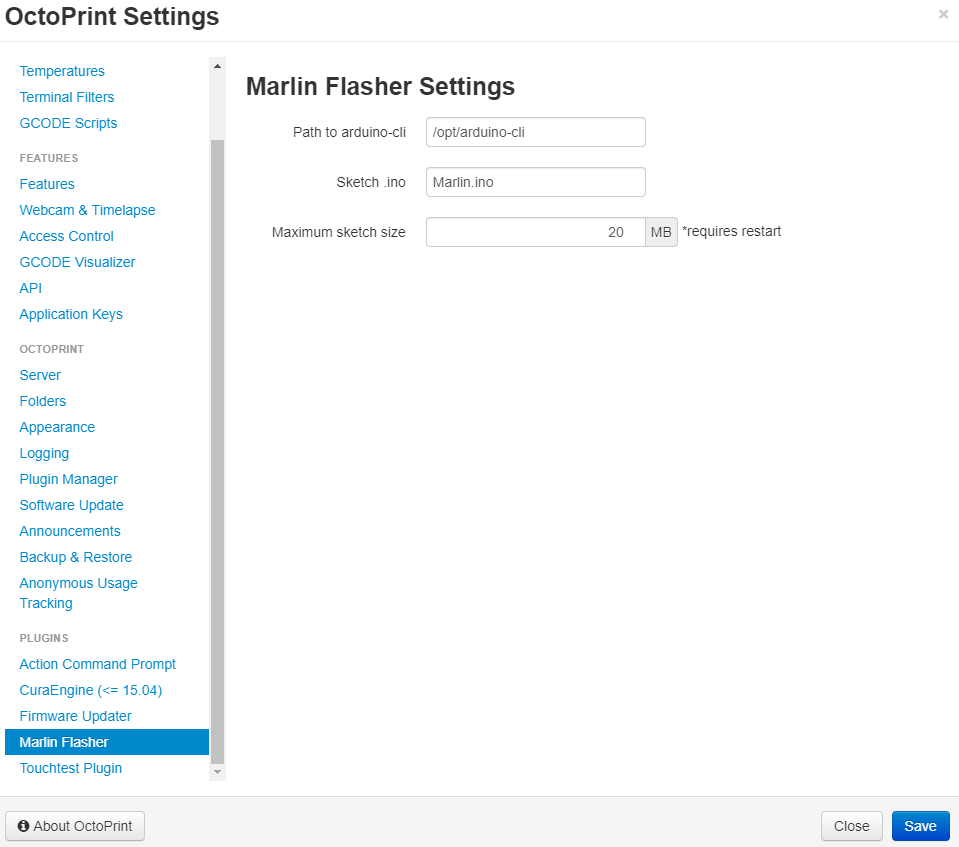 OctoPrint Settings
×
Temperatures
Terminal Filters
GCODE Scripts
FEATURES
Features
Webcam & Timelapse
Access Control
GCODE Visualizer
API
Application Keys
OCTOPRINT
Server
Folders
Appearance
Logging
Plugin Manager
Software Update
Announcements
Backup & Restore
Anonymous Usage
Tracking
PLUGINS
Action Command Prompt
CuraEngine (<= 15.04)
Firmware Updater
Marlin Flasher
Touchtest Plugin
Marlin Flasher Settings
Path to arduino-cli /opt/arduino-cli
Sketch .ino Marlin.ino
Maximum sketch size 20 MB *requires restart
About OctoPrint
Close Save